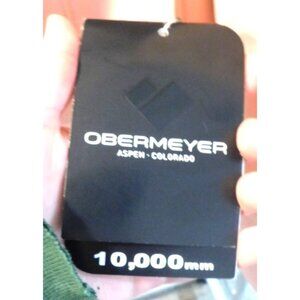 OBERMEYER
ASPEN · COLORADO
10,000mm